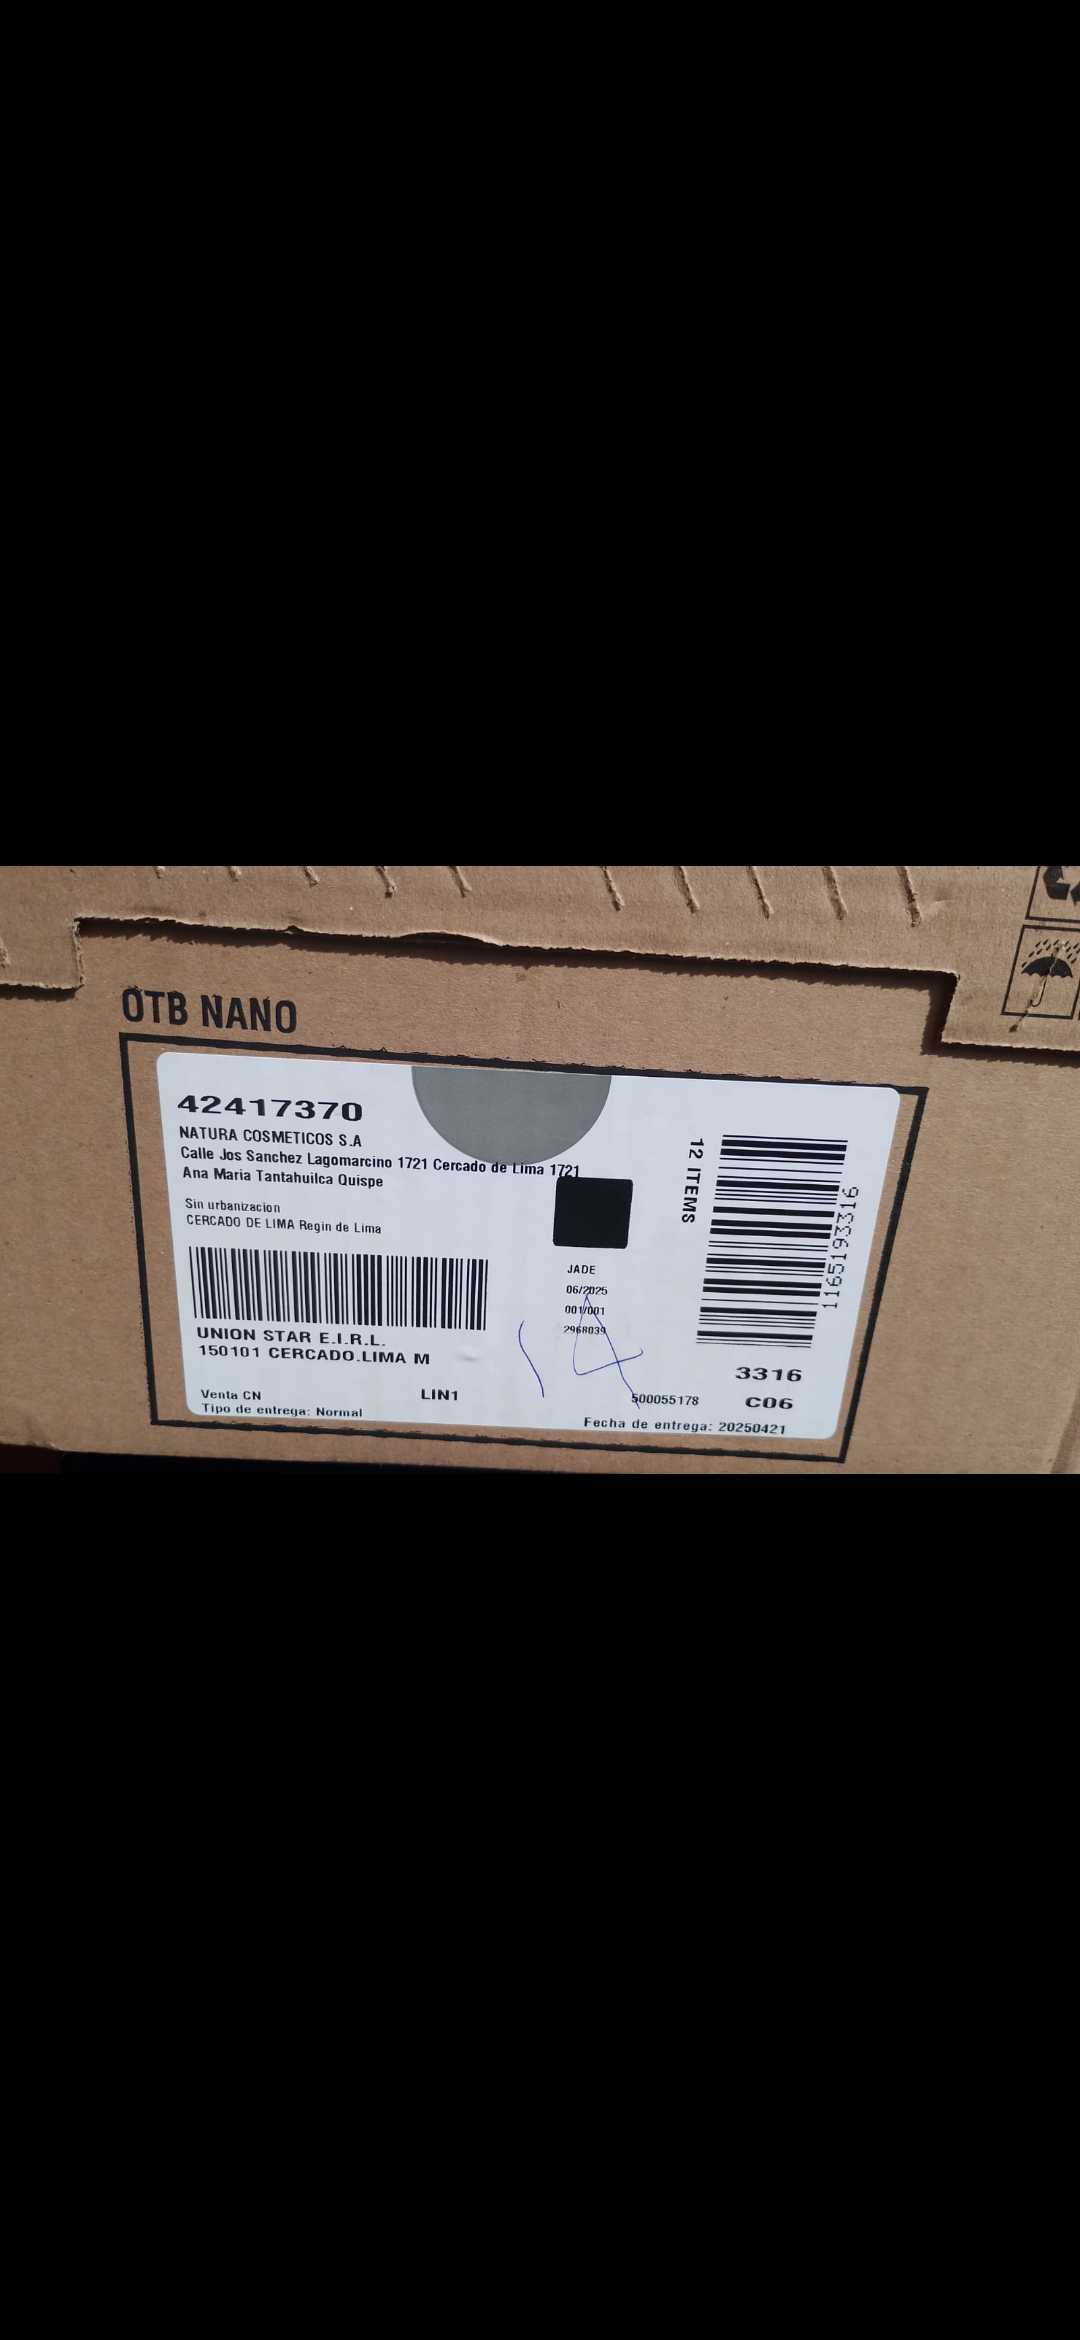 OTB NANO
42417370
NATURA COSMETICOS S.A
Calle Jos Sanchez Lagomarcino 1721 Cercado de Lima 1721
Ana Maria Tantahuilca Quispe
Sin urbanizacion
CERCADO DE LIMA Regin de Lima
UNION STAR E.I.R.L.
150101 CERCADO.LIMA M
Venta CN
LIN1
Tipo de entrega: Normal
JADE
06/2025
001/001
2968039
14
500055178
Fecha de entrega: 20250421
12 ITEMS
1165193316
3316
C06